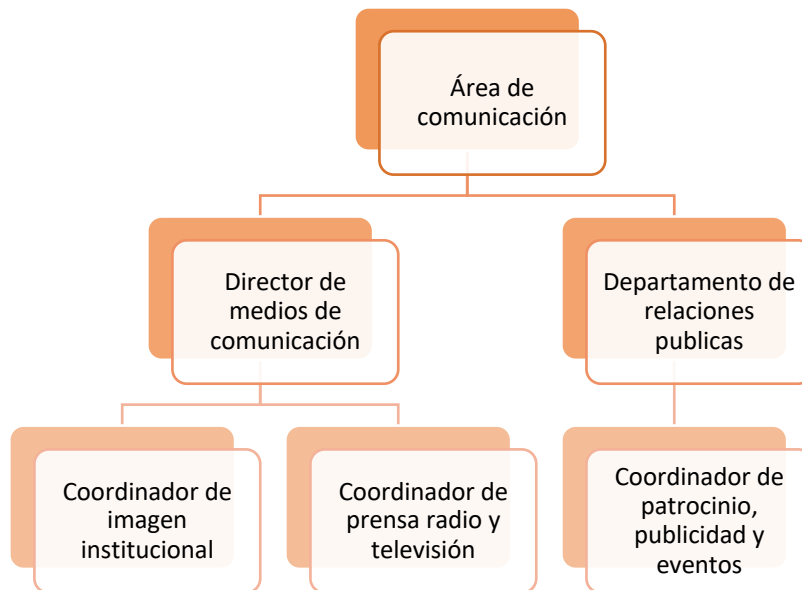 Área de
comunicación
Director de
medios de
comunicación
Departamento de
relaciones
publicas
Coordinador de
imagen
institucional
Coordinador de
prensa radio y
televisión
Coordinador de
patrocinio,
publicidad y
eventos